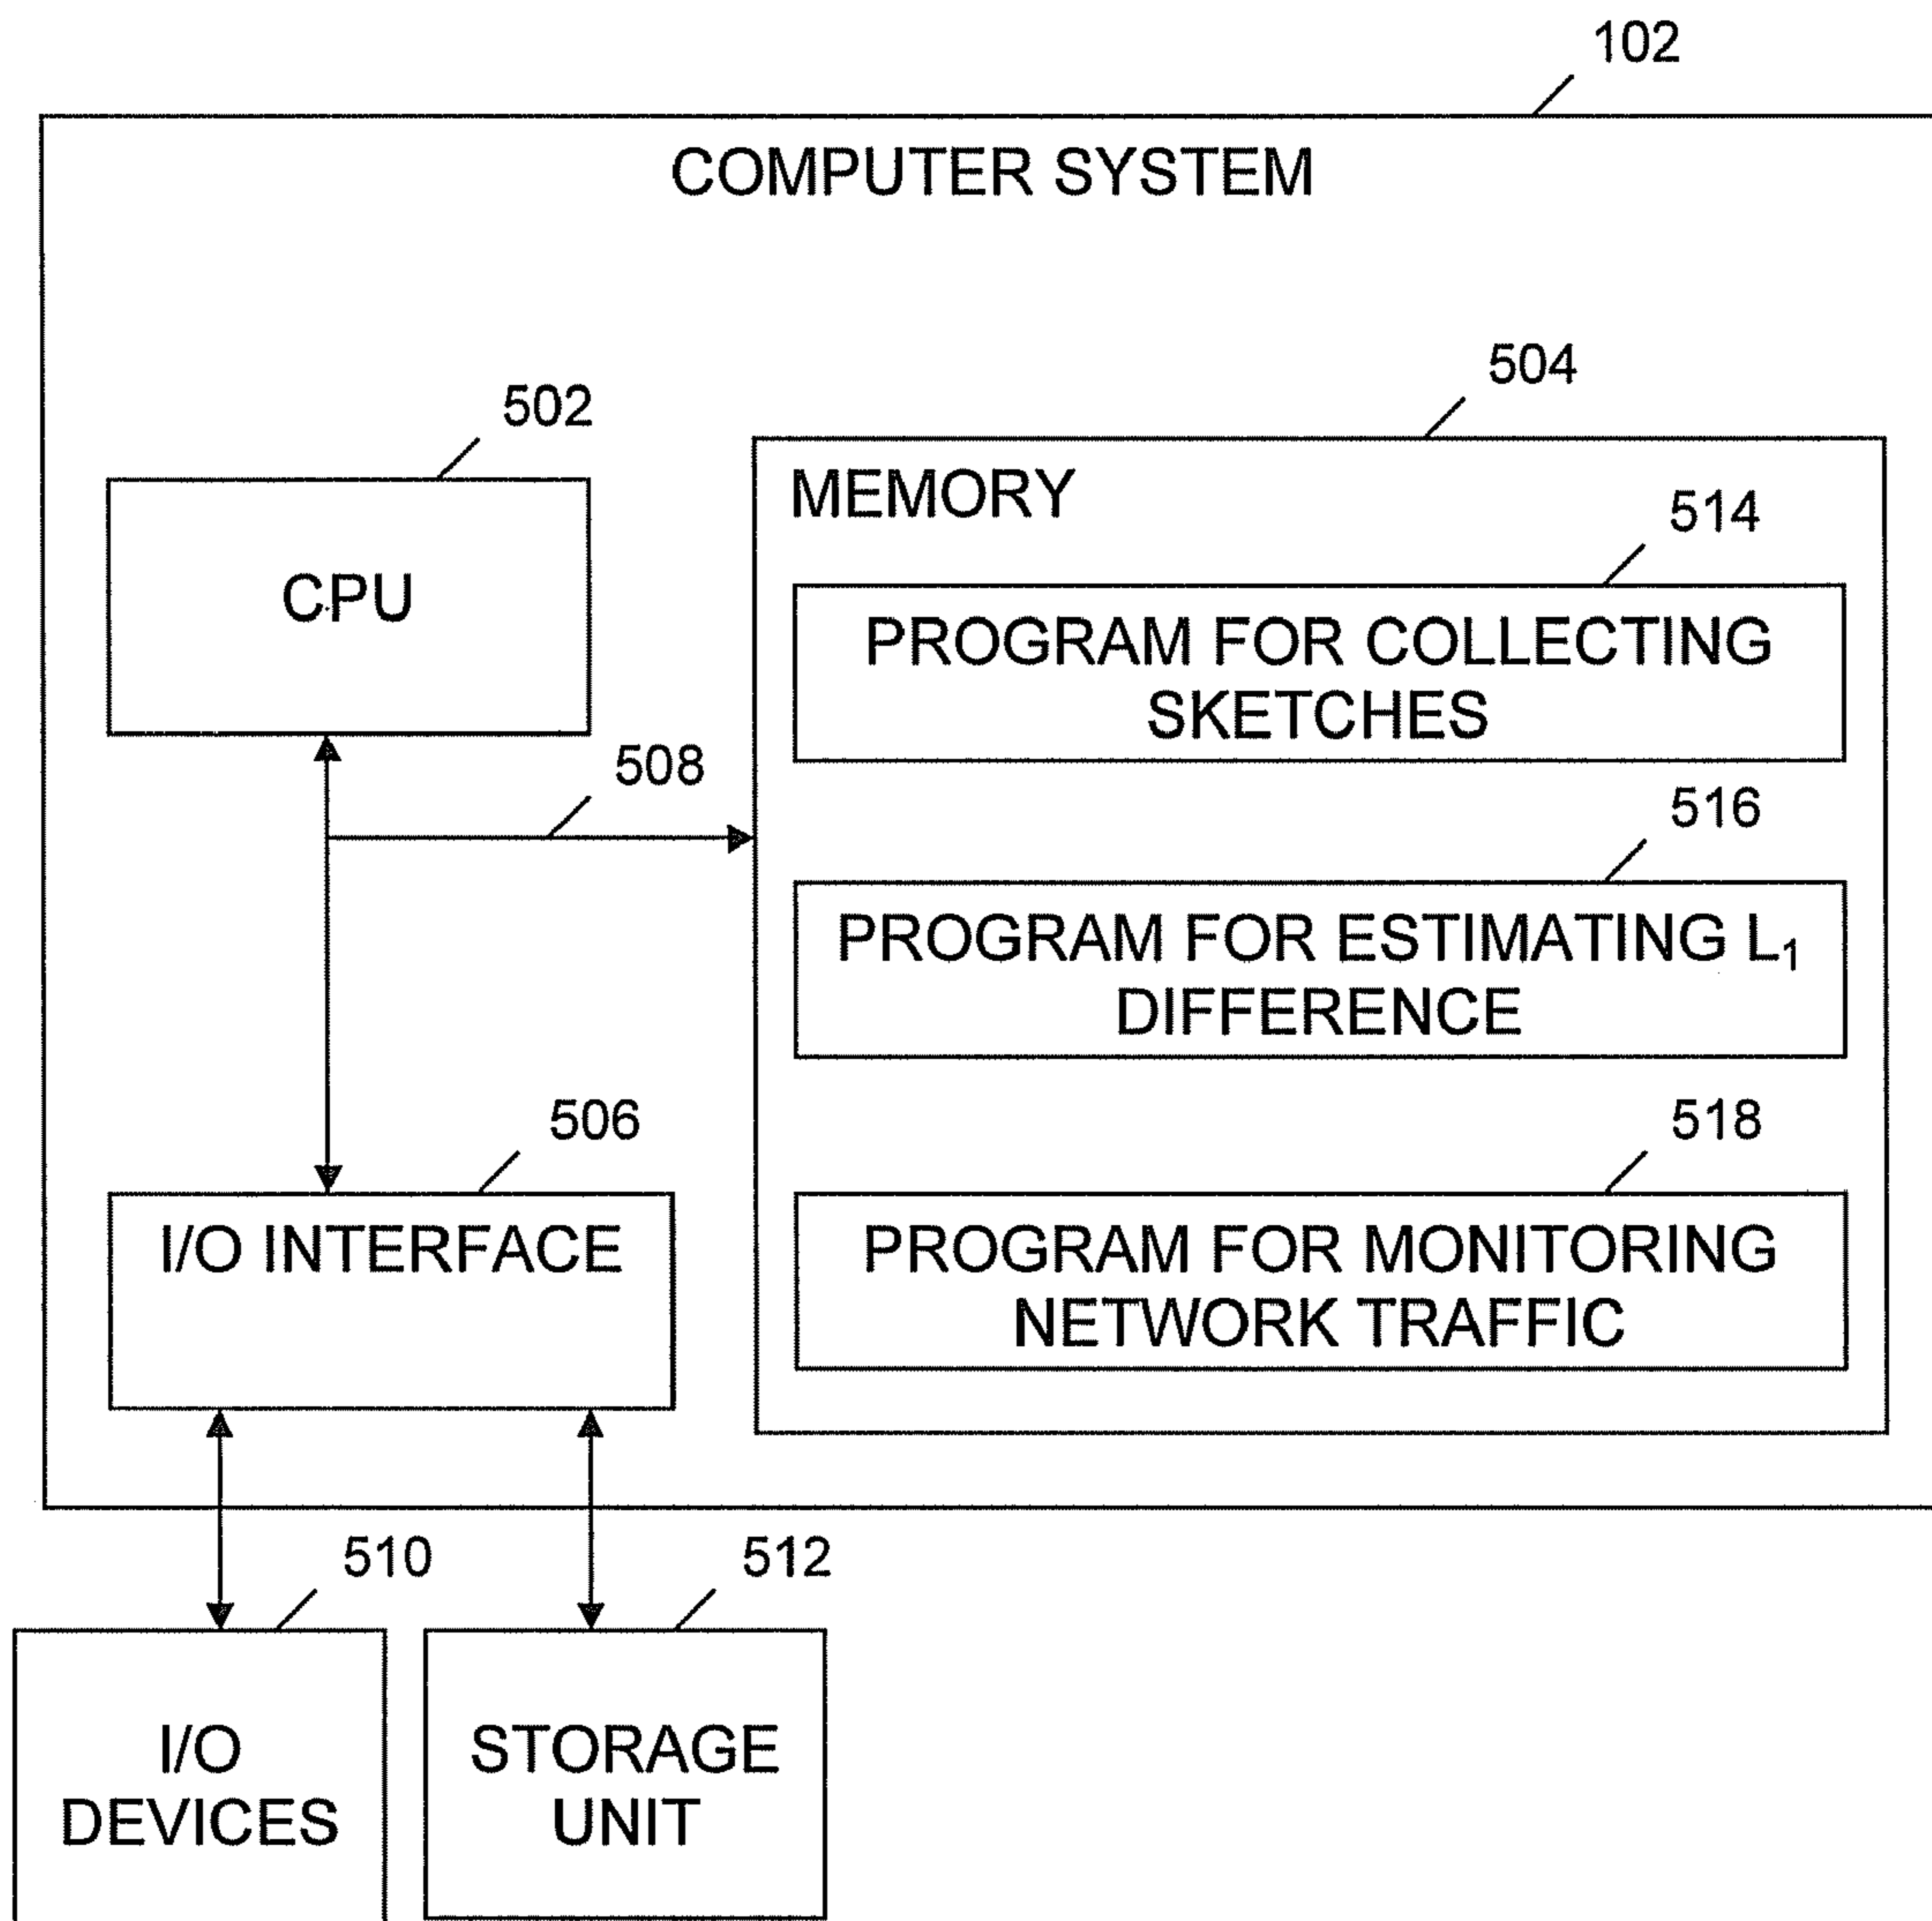 102
COMPUTER SYSTEM
504
502
MEMORY
514
CPU
PROGRAM FOR COLLECTING
SKETCHES
508
516
PROGRAM FOR ESTIMATING L₁
DIFFERENCE
506
518
I/O INTERFACE
PROGRAM FOR MONITORING
NETWORK TRAFFIC
510
512
I/O
DEVICES
STORAGE
UNIT